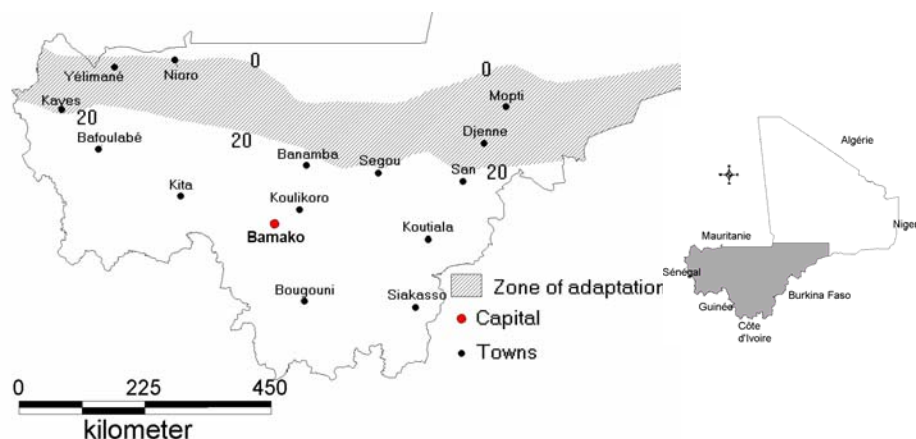 0
Yélimané
Nioro
0
Mopti
Kayes
20
Bafoulabé
20
Djenne
Banamba
Segou
San
20
Kita
Koulikoro
Bamako
Koutiala
Bougouni
Siakasso
Zone of adaptation
Capital
Towns
0 225 450
kilometer
Algérie
Niger
Mauritanie
Sénégal
Guinée
Burkina Faso
Côte
d'Ivoire